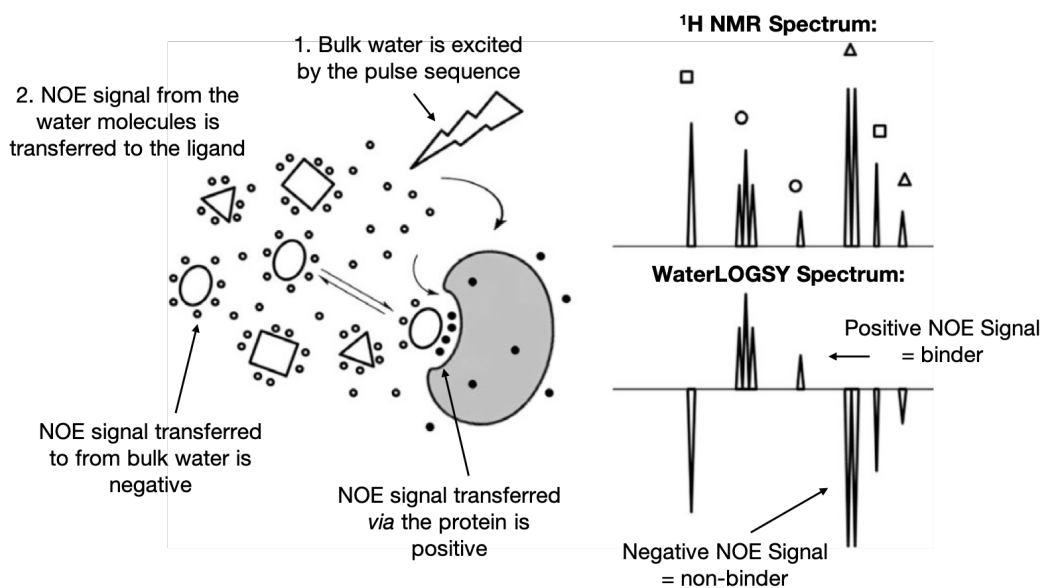 1. Bulk water is excited
by the pulse sequence
2. NOE signal from the
water molecules is
transferred to the ligand
NOE signal transferred
to from bulk water is
negative
NOE signal transferred
via the protein is
positive
¹H NMR Spectrum:
WaterLOGSY Spectrum:
Positive NOE Signal
= binder
Negative NOE Signal
= non-binder